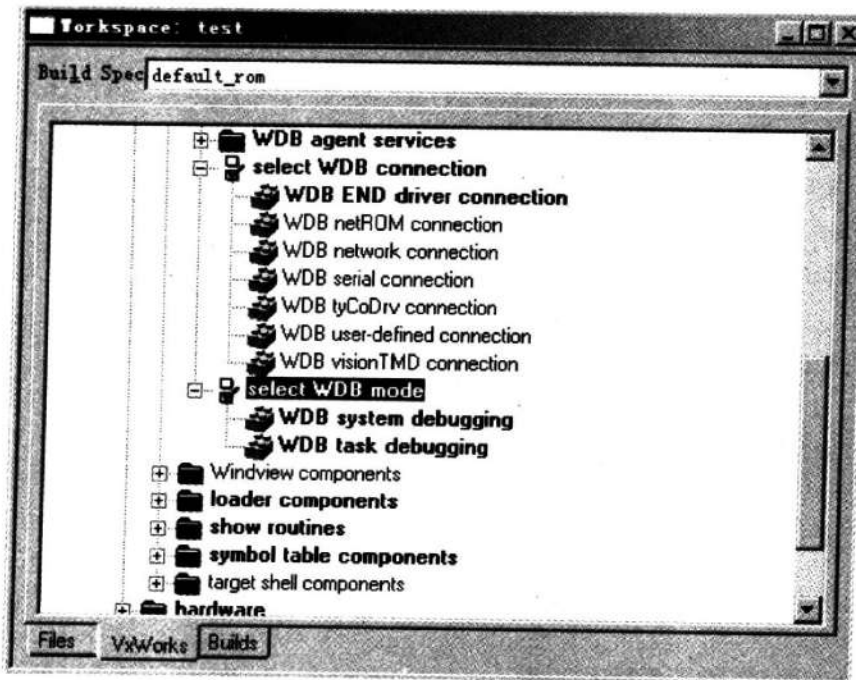 Workspace: test
Build Spec default_rom
WDB agent services
select WDB connection
WDB END driver connection
WDB netROM connection
WDB network connection
WDB serial connection
WDB tyCoDrv connection
WDB user-defined connection
WDB visionTMD connection
select WDB mode
WDB system debugging
WDB task debugging
Windview components
loader components
show routines
symbol table components
target shell components
hardware
Files VxWorks Builds